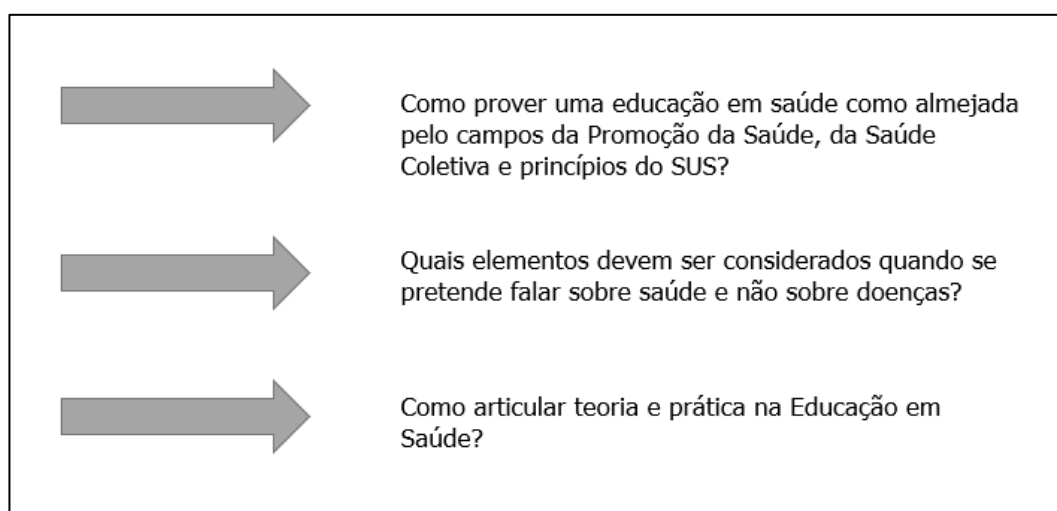 Como prover uma educação em saúde como almejada
pelo campos da Promoção da Saúde, da Saúde
Coletiva e princípios do SUS?
Quais elementos devem ser considerados quando se
pretende falar sobre saúde e não sobre doenças?
Como articular teoria e prática na Educação em
Saúde?